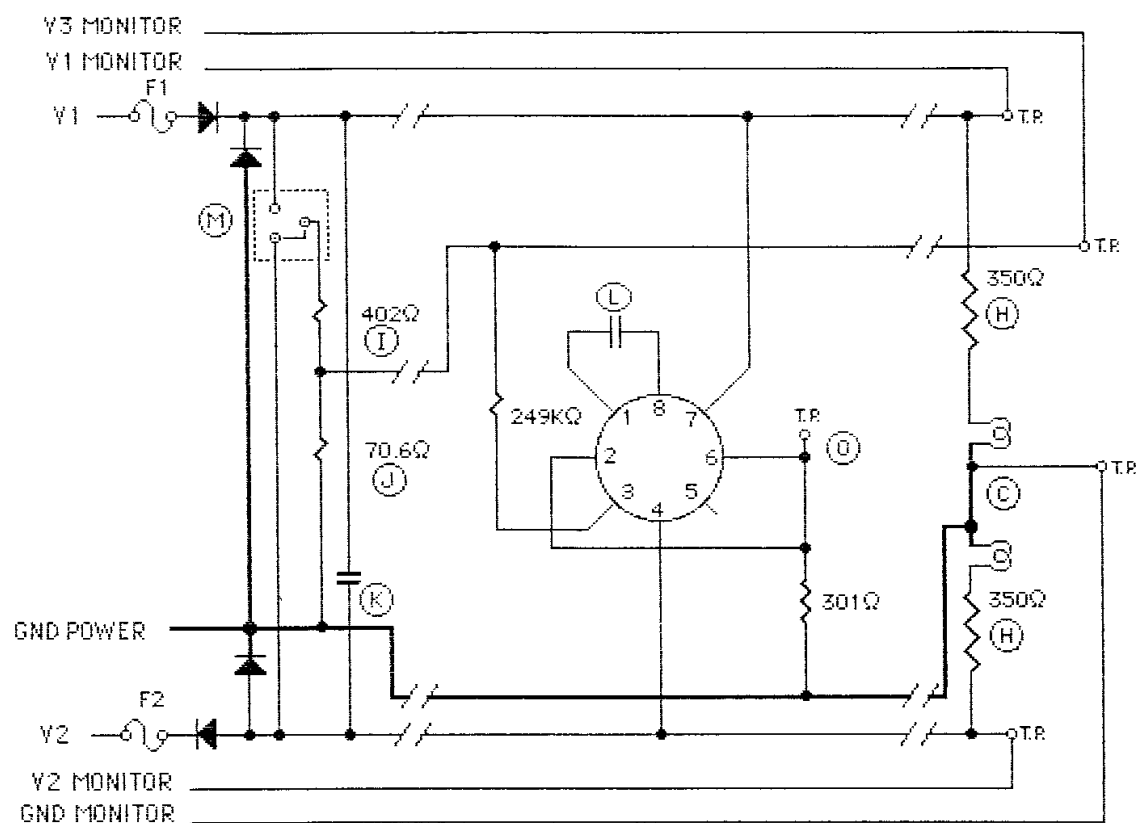 V3 MONITOR
V1 MONITOR
F1
V1
T.P.
M
T.P.
350Ω
H
L
402Ω
I
249KΩ
1
8
7
T.P.
70.6Ω
J
2
6
O
3
4
5
C
T.P.
K
301Ω
350Ω
H
GND POWER
F2
V2
T.P.
V2 MONITOR
GND MONITOR